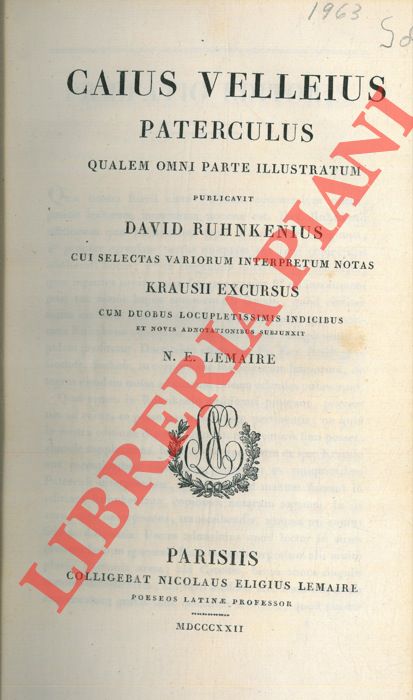 1963
CAIUS VELLEIUS
PATERCULUS
QUALEM OMNI PARTE ILLUSTRATUM
PUBLICAVIT
DAVID RUHNKENIUS
CUI SELECTAS VARIORUM INTERPRETUM NOTAS
KRAUSII EXCURSUS
CUM DUOBUS LOCUPLETISSIMIS INDICIBUS
ET NOVIS ADNOTATIONIBUS SUBJUNXIT
N. E. LEMAIRE
PARISIIS
COLLIGEBAT NICOLAUS ELIGIUS LEMAIRE
POESEOS LATINÆ PROFESSOR
MDCCCXXII
LIBRERIA PIANI